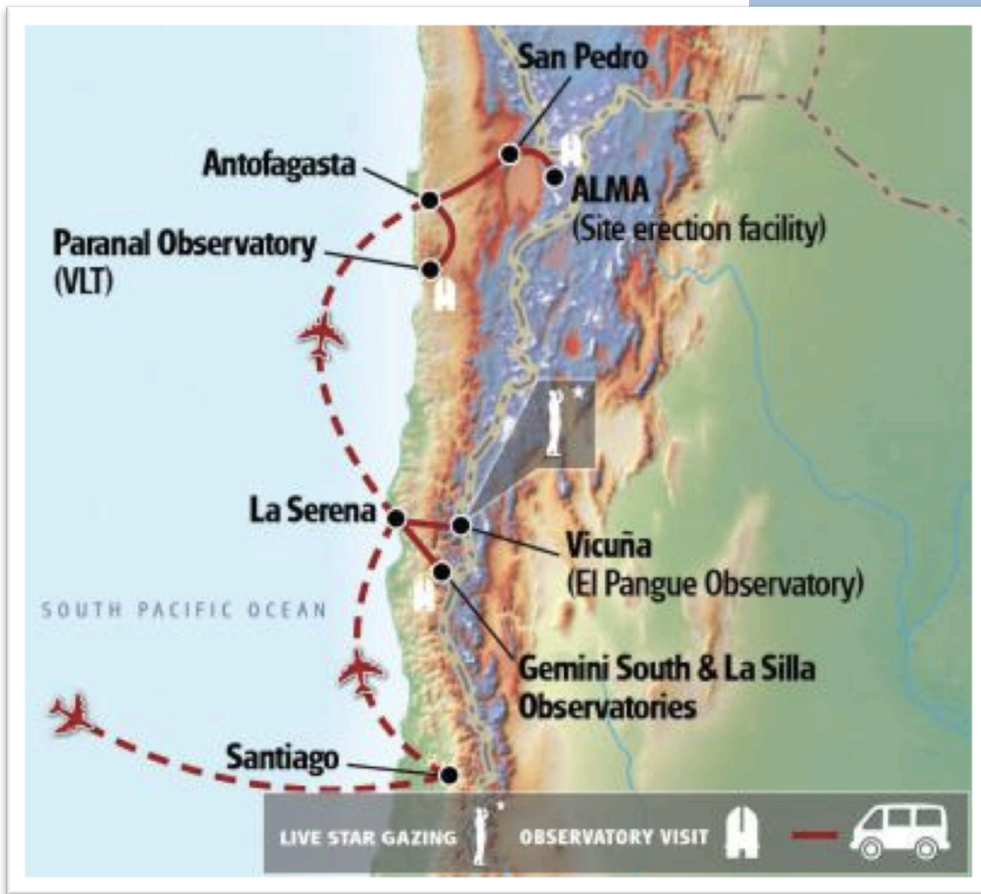 San Pedro
Antofagasta
ALMA
(Site erection facility)
Paranal Observatory
(VLT)
La Serena
Vicuña
(El Pangue Observatory)
SOUTH PACIFIC OCEAN
Gemini South & La Silla
Observatories
Santiago
LIVE STAR GAZING
OBSERVATORY VISIT